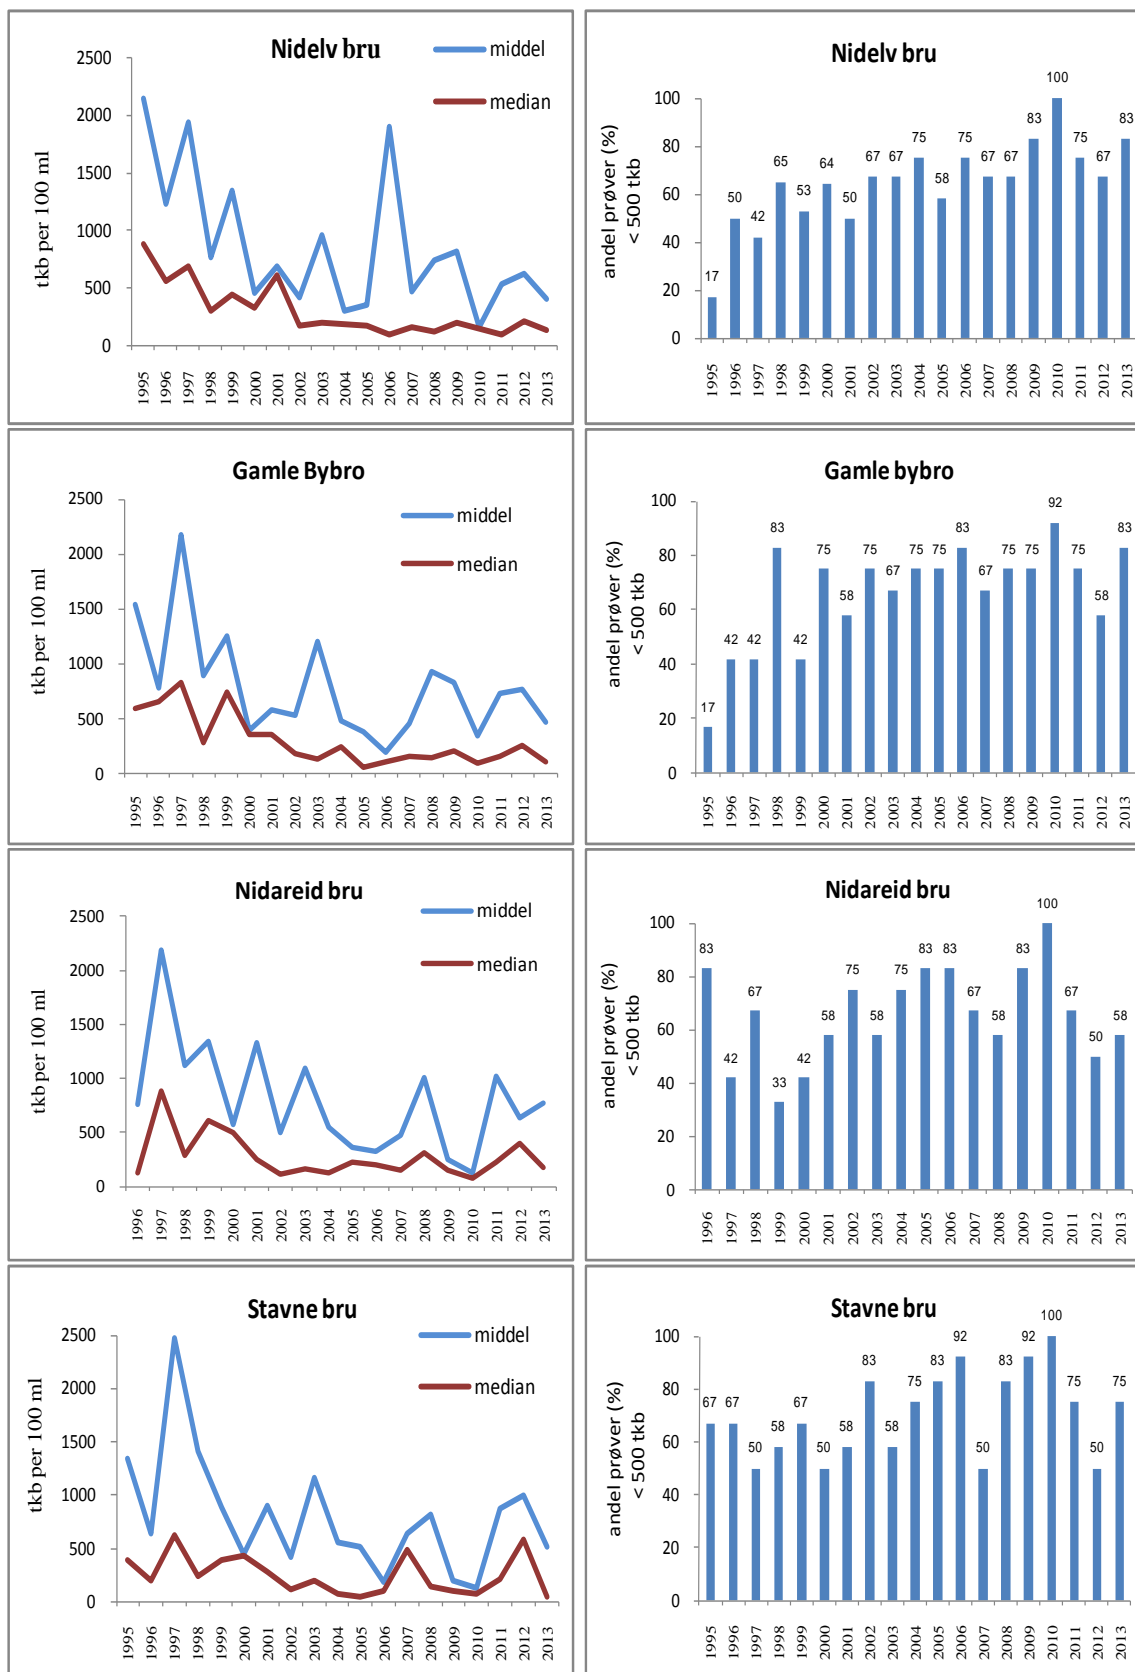 Nidelv bru
middel
median
tkb per 100 ml
2500
2000
1500
1000
500
0
1995 1996 1997 1998 1999 2000 2001 2002 2003 2004 2005 2006 2007 2008 2009 2010 2011 2012 2013
Nidelv bru
andel prøver (%)
< 500 tkb
100
80
60
40
20
0
17 50 42 65 53 64 50 67 67 75 58 75 67 67 83 100 75 67 83
1995 1996 1997 1998 1999 2000 2001 2002 2003 2004 2005 2006 2007 2008 2009 2010 2011 2012 2013
Gamle Bybro
middel
median
tkb per 100 ml
2500
2000
1500
1000
500
0
1995 1996 1997 1998 1999 2000 2001 2002 2003 2004 2005 2006 2007 2008 2009 2010 2011 2012 2013
Gamle bybro
andel prøver (%)
< 500 tkb
100
80
60
40
20
0
17 42 42 83 42 75 58 75 67 75 75 83 67 75 75 92 75 58 83
1995 1996 1997 1998 1999 2000 2001 2002 2003 2004 2005 2006 2007 2008 2009 2010 2011 2012 2013
Nidareid bru
middel
median
tkb per 100 ml
2500
2000
1500
1000
500
0
1996 1997 1998 1999 2000 2001 2002 2003 2004 2005 2006 2007 2008 2009 2010 2011 2012 2013
Nidareid bru
andel prøver (%)
< 500 tkb
100
80
60
40
20
0
83 42 67 33 42 58 75 58 75 83 83 67 58 83 100 67 50 58
1996 1997 1998 1999 2000 2001 2002 2003 2004 2005 2006 2007 2008 2009 2010 2011 2012 2013
Stavne bru
middel
median
tkb per 100 ml
2500
2000
1500
1000
500
0
1995 1996 1997 1998 1999 2000 2001 2002 2003 2004 2005 2006 2007 2008 2009 2010 2011 2012 2013
Stavne bru
andel prøver (%)
< 500 tkb
100
80
60
40
20
0
67 67 50 58 67 50 58 83 58 75 83 92 50 83 92 100 75 50 75
1995 1996 1997 1998 1999 2000 2001 2002 2003 2004 2005 2006 2007 2008 2009 2010 2011 2012 2013